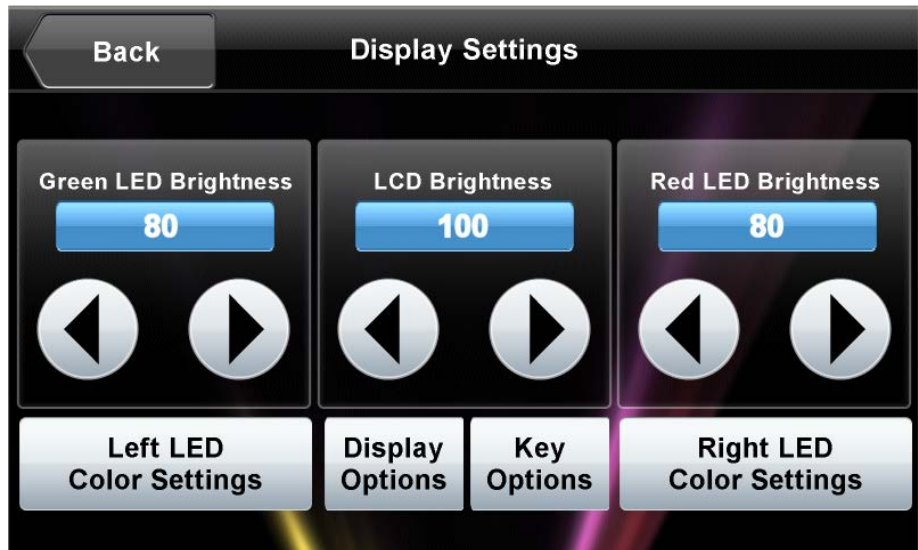 Back
Display Settings
Green LED Brightness
80
LCD Brightness
100
Red LED Brightness
80
Left LED
Color Settings
Display
Options
Key
Options
Right LED
Color Settings